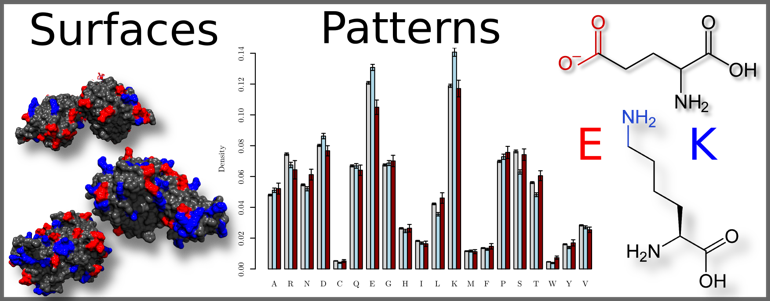 Surfaces
Patterns
Density
0.14
0.12
0.10
0.08
0.06
0.04
0.02
0.00
A R N D C Q E G H I L K M F P S T W Y V
O
O
O⁻
OH
NH₂
NH₂
E
K
H₂N
O
OH